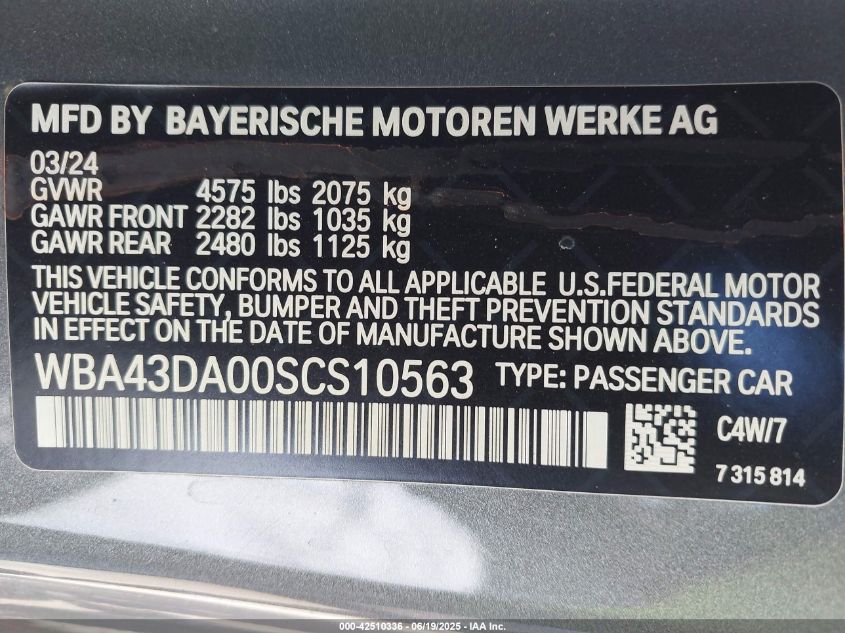 MFD BY BAYERISCHE MOTOREN WERKE AG
03/24
GVWR 4575 lbs 2075 kg
GAWR FRONT 2282 lbs 1035 kg
GAWR REAR 2480 lbs 1125 kg
THIS VEHICLE CONFORMS TO ALL APPLICABLE U.S.FEDERAL MOTOR
VEHICLE SAFETY, BUMPER AND THEFT PREVENTION STANDARDS
IN EFFECT ON THE DATE OF MANUFACTURE SHOWN ABOVE.
WBA43DA00SCS10563 TYPE: PASSENGER CAR
C4W/7
7 315 814
000-42510336 - 06/19/2025 - IAA Inc.